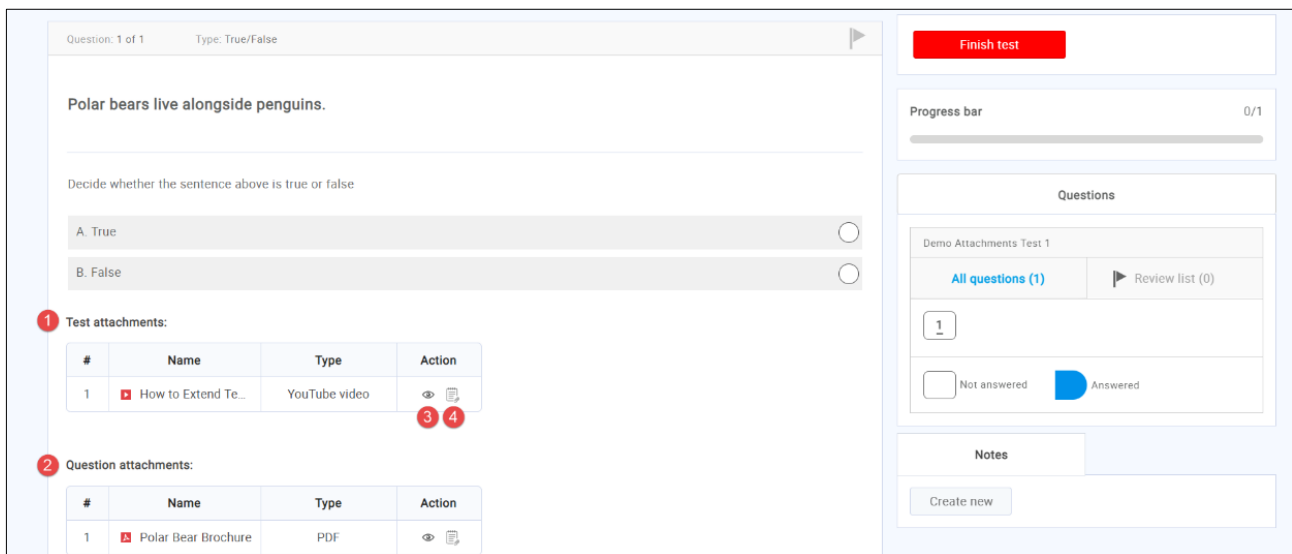 Question: 1 of 1 Type: True/False
Polar bears live alongside penguins.
Decide whether the sentence above is true or false
A. True
B. False
1 Test attachments:
# Name Type Action
1 How to Extend Te... YouTube video
3 4
2 Question attachments:
# Name Type Action
1 Polar Bear Brochure PDF
Finish test
Progress bar 0/1
Questions
Demo Attachments Test 1
All questions (1) Review list (0)
1
Not answered Answered
Notes
Create new